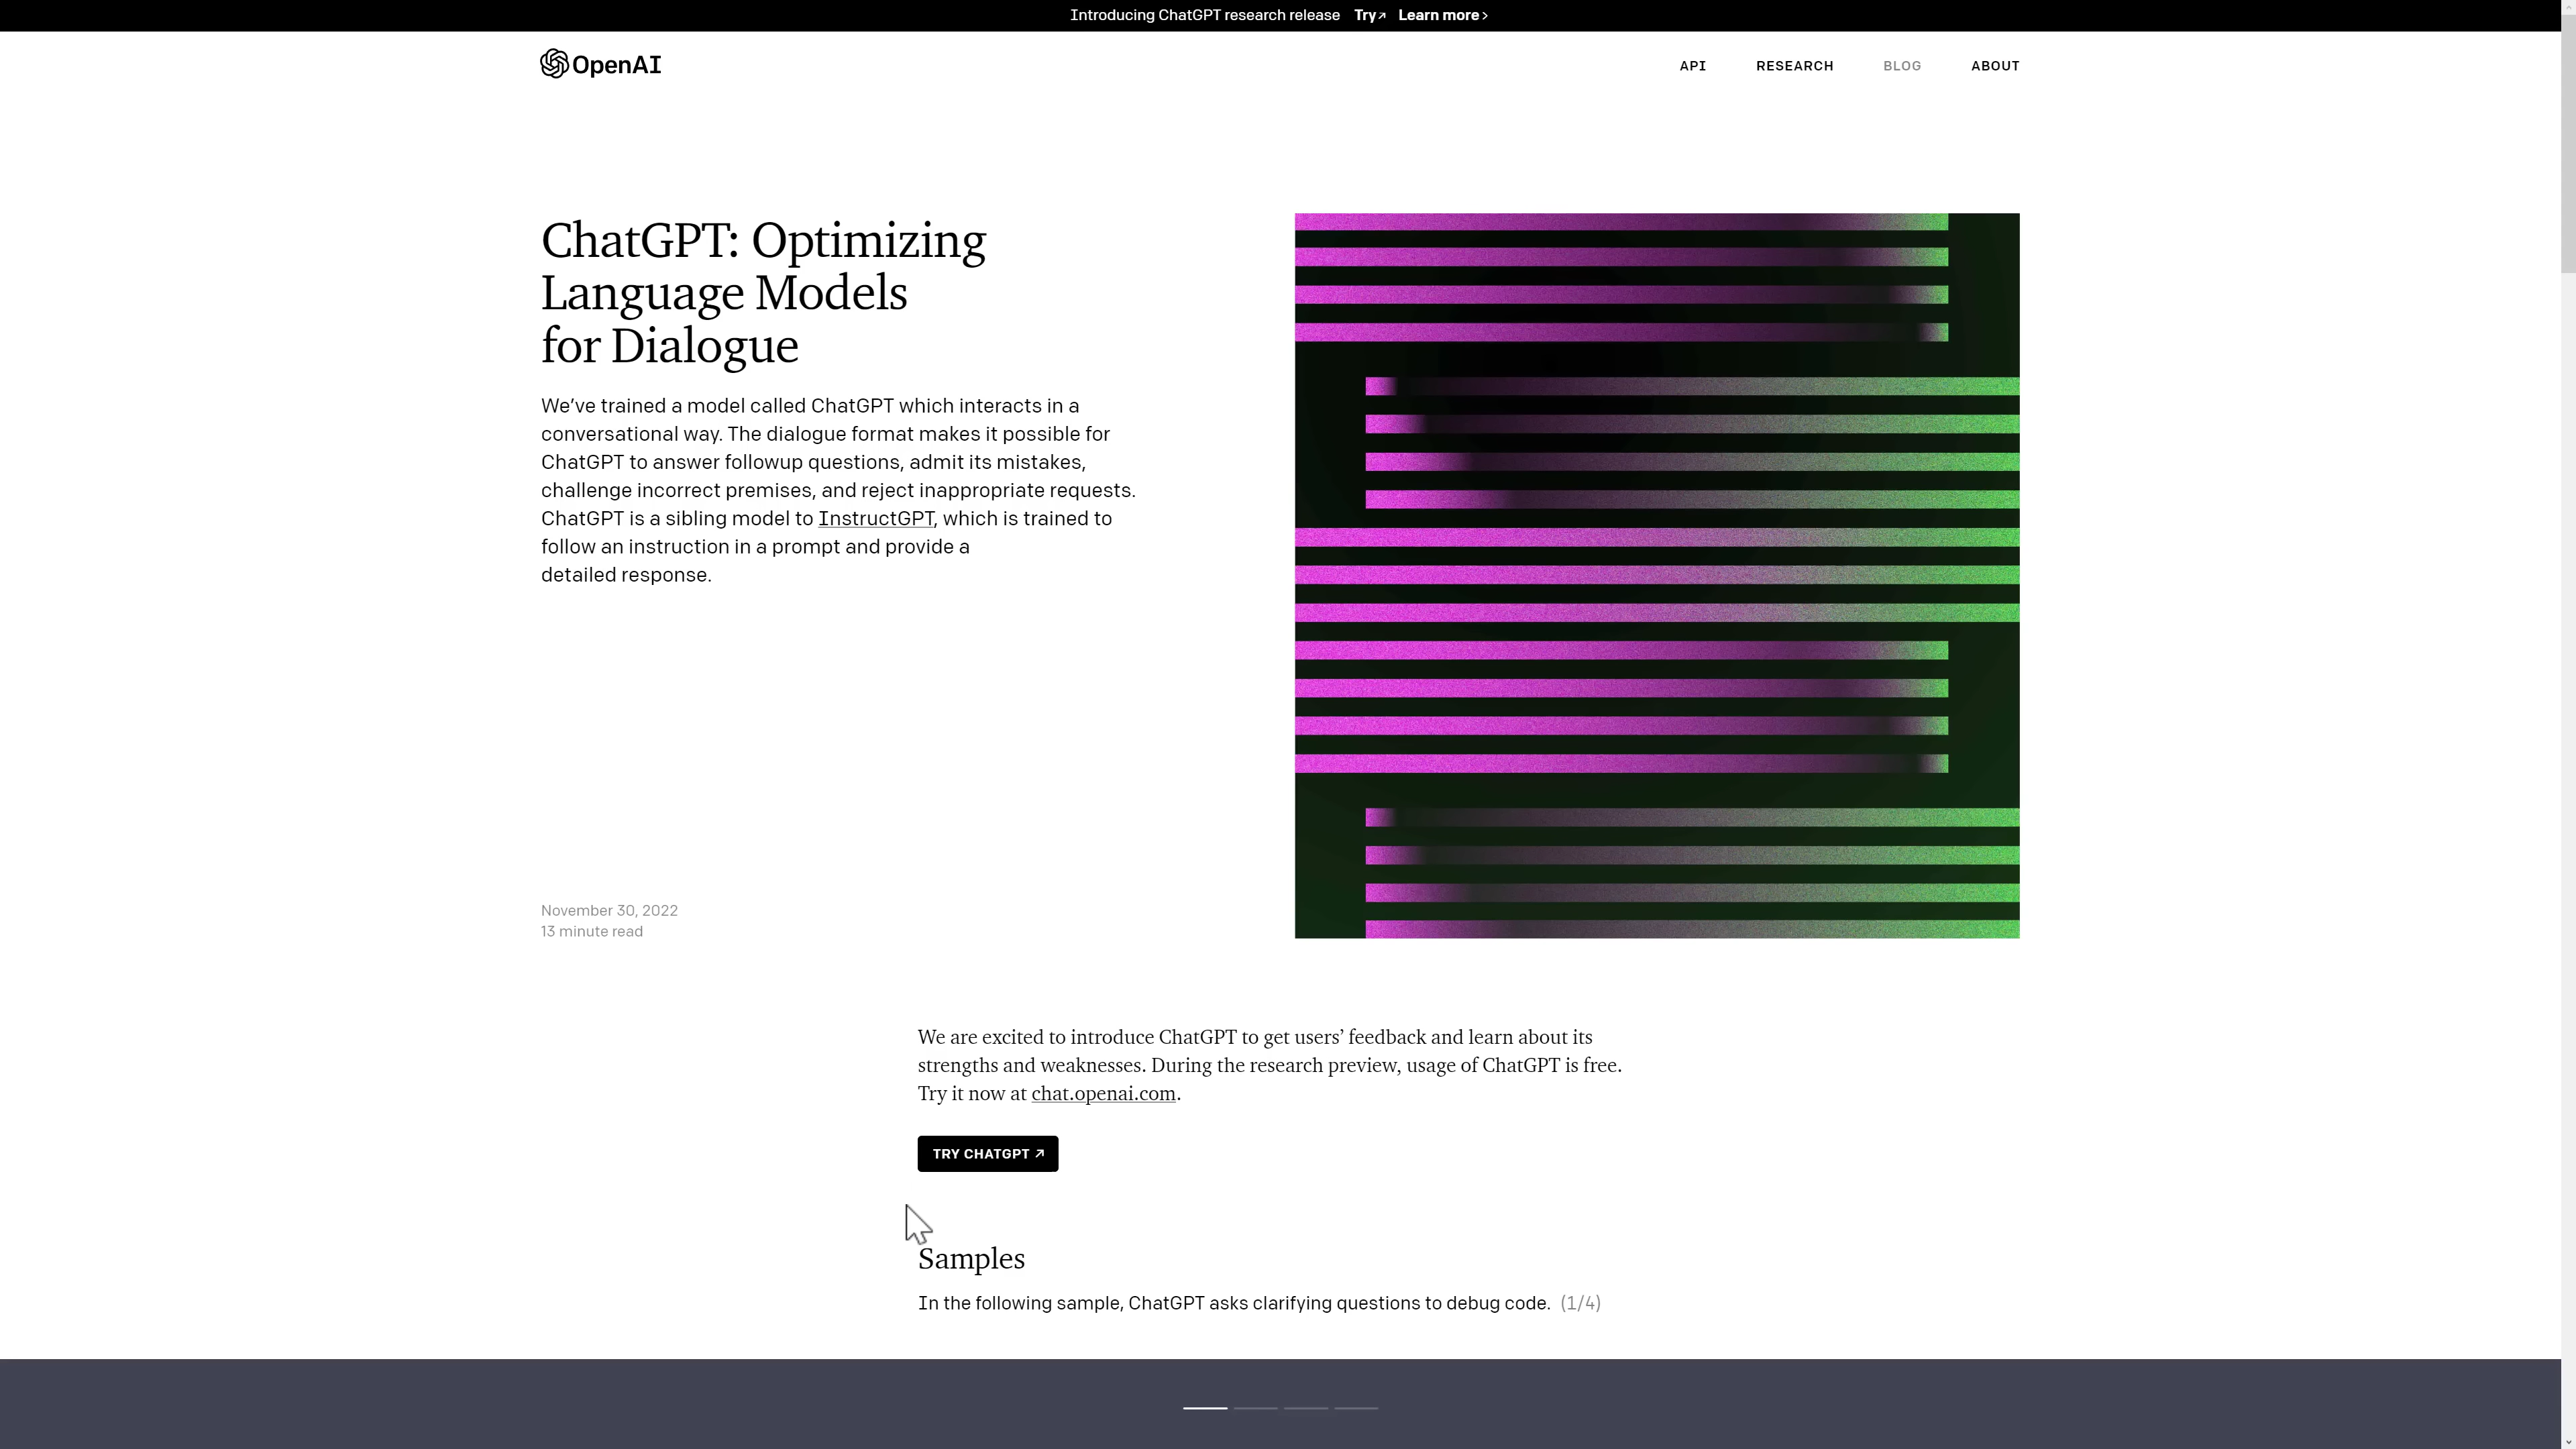 Introducing ChatGPT research release Try↗ Learn more›
OpenAI
API RESEARCH BLOG ABOUT
ChatGPT: Optimizing
Language Models
for Dialogue
We’ve trained a model called ChatGPT which interacts in a
conversational way. The dialogue format makes it possible for
ChatGPT to answer followup questions, admit its mistakes,
challenge incorrect premises, and reject inappropriate requests.
ChatGPT is a sibling model to InstructGPT, which is trained to
follow an instruction in a prompt and provide a
detailed response.
November 30, 2022
13 minute read
We are excited to introduce ChatGPT to get users’ feedback and learn about its
strengths and weaknesses. During the research preview, usage of ChatGPT is free.
Try it now at chat.openai.com.
TRY CHATGPT ↗
Samples
In the following sample, ChatGPT asks clarifying questions to debug code. (1/4)